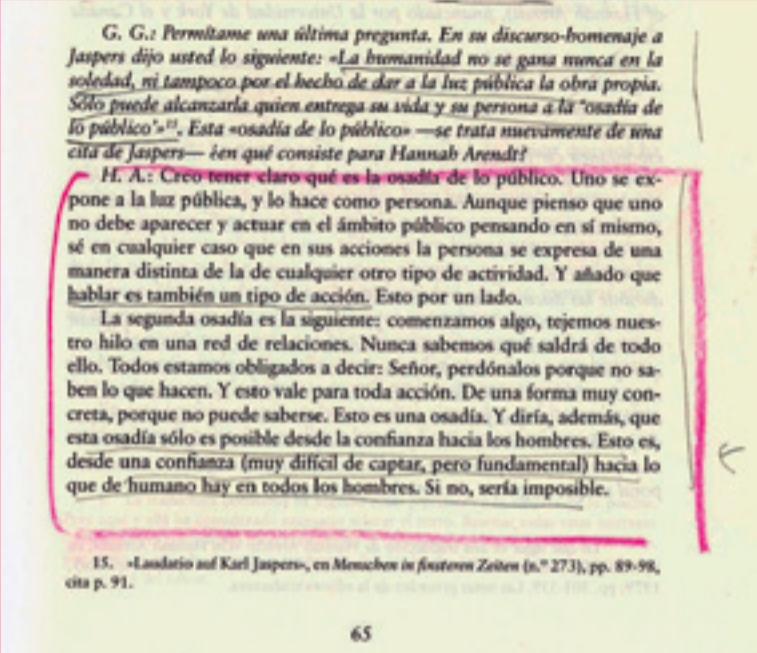 G. G.: Permítame una última pregunta. En su discurso-homenaje a
Jaspers dijo usted lo siguiente: «La humanidad no se gana nunca en la
soledad, ni tampoco por el hecho de dar a la luz pública la obra propia.
Sólo puede alcanzarla quien entrega su vida y su persona a la "osadía de
lo público"»¹⁵. Esta «osadía de lo público» —se trata nuevamente de una
cita de Jaspers— ¿en qué consiste para Hannah Arendt?
H. A.: Creo tener claro qué es la osadía de lo público. Uno se ex-
pone a la luz pública, y lo hace como persona. Aunque pienso que uno
no debe aparecer y actuar en el ámbito público pensando en sí mismo,
sé en cualquier caso que en sus acciones la persona se expresa de una
manera distinta de la de cualquier otro tipo de actividad. Y añado que
hablar es también un tipo de acción. Esto por un lado.
La segunda osadía es la siguiente: comenzamos algo, tejemos nues-
tro hilo en una red de relaciones. Nunca sabemos qué saldrá de todo
ello. Todos estamos obligados a decir: Señor, perdónalos porque no sa-
ben lo que hacen. Y esto vale para toda acción. De una forma muy con-
creta, porque no puede saberse. Esto es una osadía. Y diría, además, que
esta osadía sólo es posible desde la confianza hacia los hombres. Esto es,
desde una confianza (muy difícil de captar, pero fundamental) hacia lo
que de humano hay en todos los hombres. Si no, sería imposible.
15. «Laudatio auf Karl Jaspers», en Menschen in finsteren Zeiten (n.º 273), pp. 89-98,
cita p. 91.
65